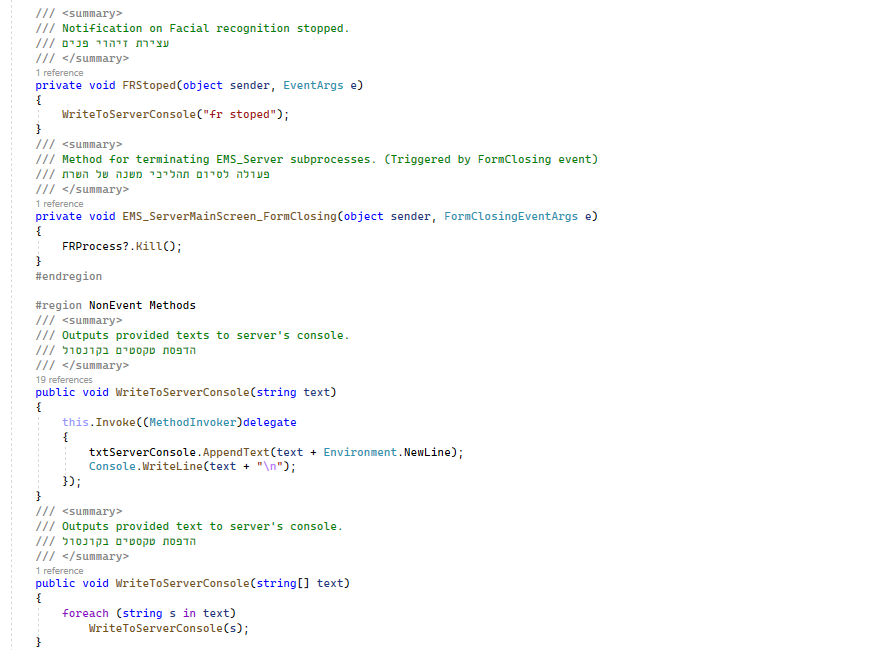 /// <summary>
/// Notification on Facial recognition stopped.
/// עצירת זיהוי פנים
/// </summary>
1 reference
private void FRStoped(object sender, EventArgs e)
{
WriteToServerConsole("fr stoped");
}
/// <summary>
/// Method for terminating EMS_Server subprocesses. (Triggered by FormClosing event)
/// פעולה לסיום תהליכי משנה של השרת
/// </summary>
1 reference
private void EMS_ServerMainScreen_FormClosing(object sender, FormClosingEventArgs e)
{
FRProcess?.Kill();
}
#endregion
#region NonEvent Methods
/// <summary>
/// Outputs provided texts to server's console.
/// הדפסת טקסטים בקונסול
/// </summary>
19 references
public void WriteToServerConsole(string text)
{
this.Invoke((MethodInvoker)delegate
{
txtServerConsole.AppendText(text + Environment.NewLine);
Console.WriteLine(text + "\n");
});
}
/// <summary>
/// Outputs provided text to server's console.
/// הדפסת טקסטים בקונסול
/// </summary>
1 reference
public void WriteToServerConsole(string[] text)
{
foreach (string s in text)
WriteToServerConsole(s);
}